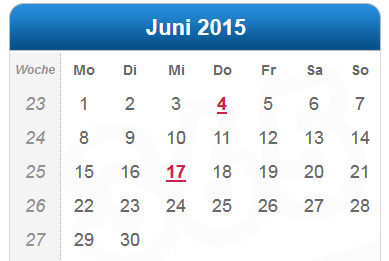 Juni 2015
Woche Mo Di Mi Do Fr Sa So
23 1 2 3 4 5 6 7
24 8 9 10 11 12 13 14
25 15 16 17 18 19 20 21
26 22 23 24 25 26 27 28
27 29 30